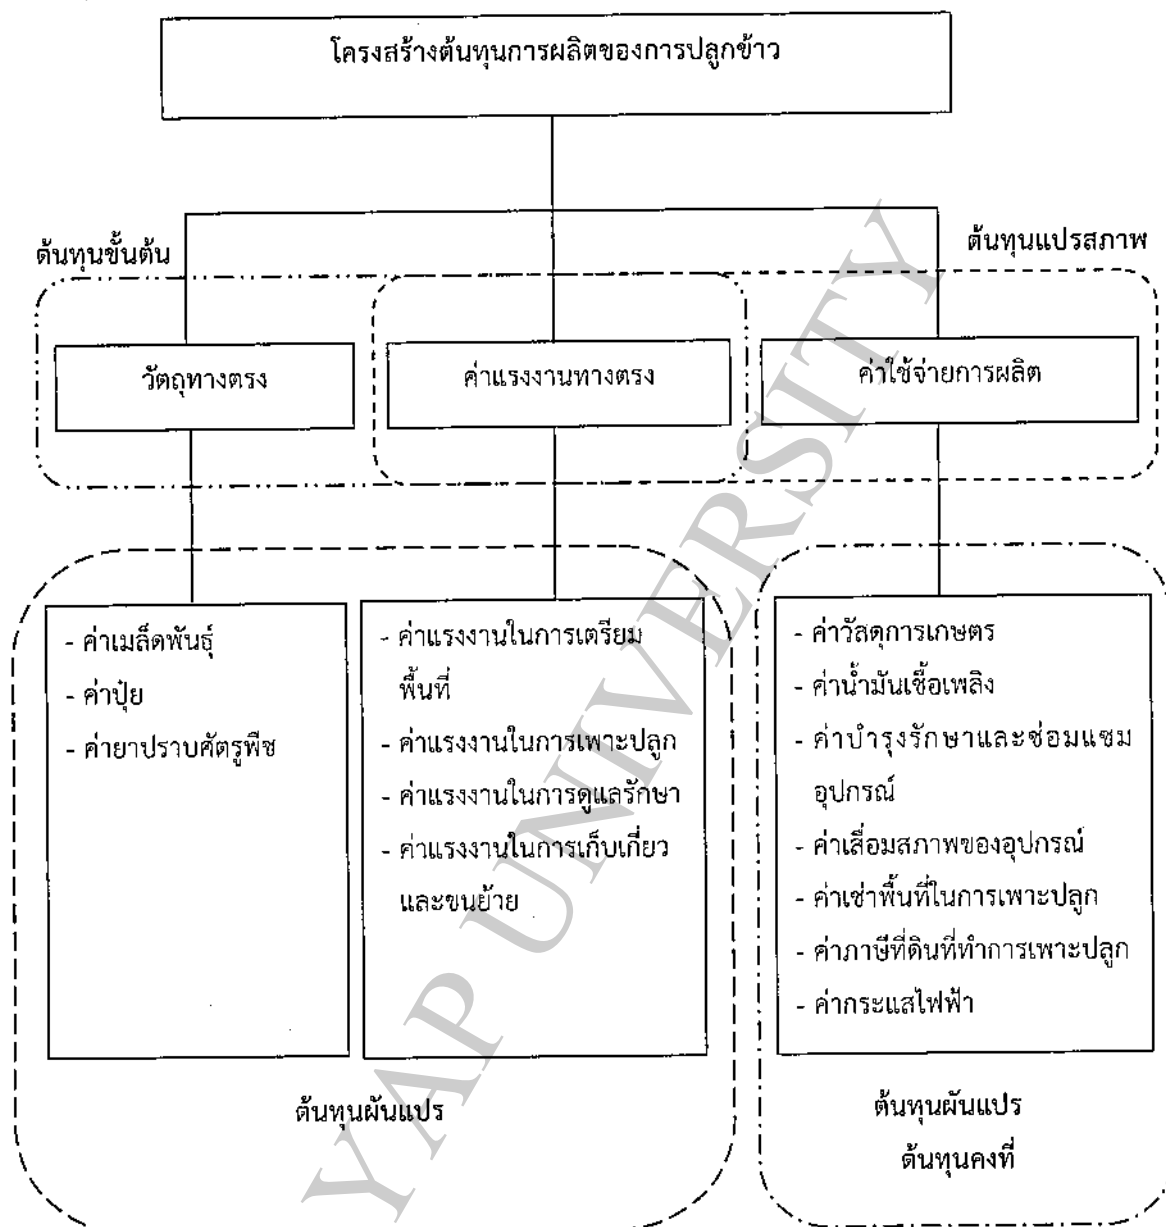 โครงสร้างต้นทุนการผลิตของการปลูกข้าว
ต้นทุนขั้นต้น
ต้นทุนแปรสภาพ
วัตถุทางตรง
ค่าแรงงานทางตรง
ค่าใช้จ่ายการผลิต
- ค่าเมล็ดพันธุ์
- ค่าปุ๋ย
- ค่ายาปราบศัตรูพืช
- ค่าแรงงานในการเตรียม
พื้นที่
- ค่าแรงงานในการเพาะปลูก
- ค่าแรงงานในการดูแลรักษา
- ค่าแรงงานในการเก็บเกี่ยว
และขนย้าย
- ค่าวัสดุการเกษตร
- ค่าน้ำมันเชื้อเพลิง
- ค่าบำรุงรักษาและซ่อมแซม
อุปกรณ์
- ค่าเสื่อมสภาพของอุปกรณ์
- ค่าเช่าพื้นที่ในการเพาะปลูก
- ค่าภาษีที่ดินที่ทำการเพาะปลูก
- ค่ากระแสไฟฟ้า
ต้นทุนผันแปร
ต้นทุนผันแปร
ต้นทุนคงที่
YAP UNIVERSITY